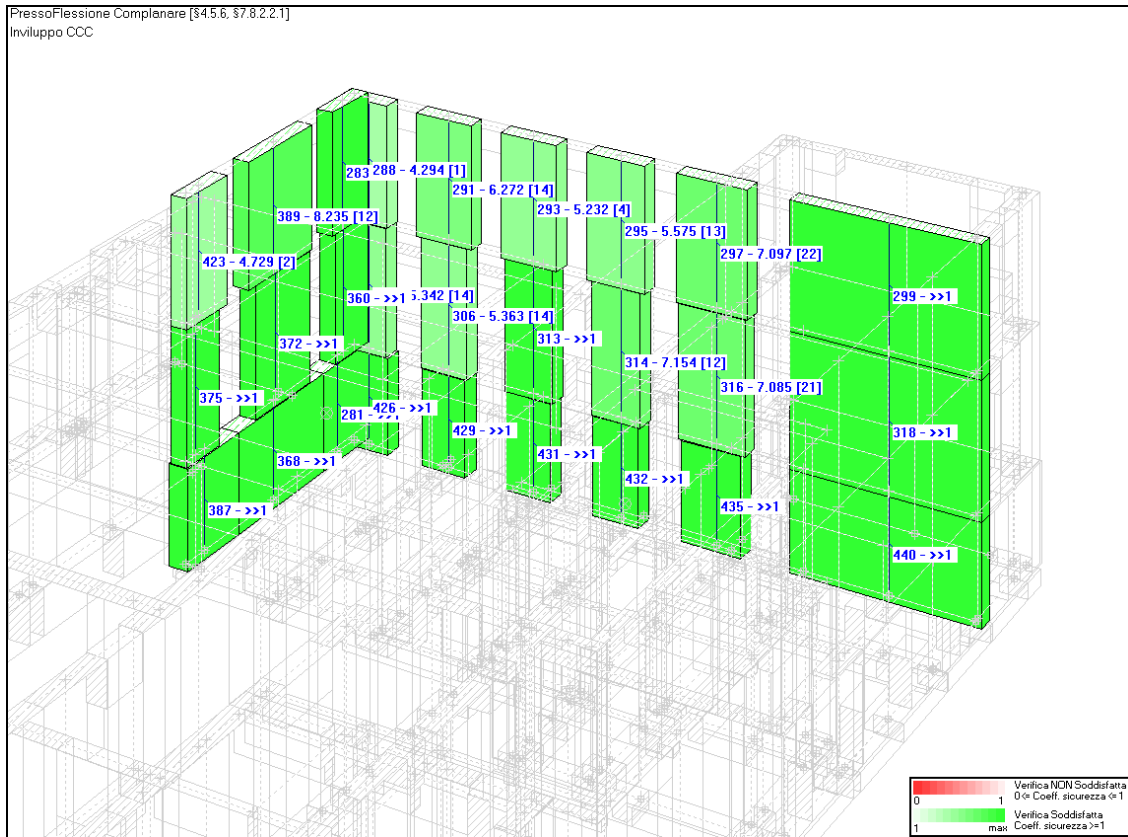 PressoFlessione Complanare [§4.5.6, §7.8.2.2.1]
Inviluppo CCC
283
288 - 4.294 [1]
291 - 6.272 [14]
293 - 5.232 [4]
389 - 8.235 [12]
295 - 5.575 [13]
297 - 7.097 [22]
423 - 4.729 [2]
360 - >>1
5.342 [14]
299 - >>1
306 - 5.363 [14]
313 - >>1
372 - >>1
314 - 7.154 [12]
316 - 7.085 [21]
375 - >>1
281 - >>1
426 - >>1
429 - >>1
318 - >>1
431 - >>1
368 - >>1
432 - >>1
387 - >>1
435 - >>1
440 - >>1
Verifica NON Soddisfatta
0<= Coeff. sicurezza <=1
0 1
Verifica Soddisfatta
Coeff. sicurezza >=1
1 max